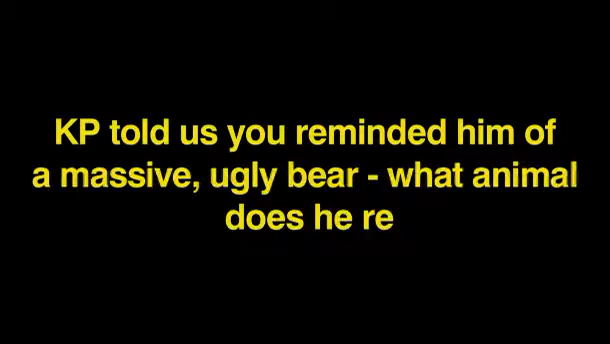 KP told us you reminded him of
a massive, ugly bear - what animal
does he re